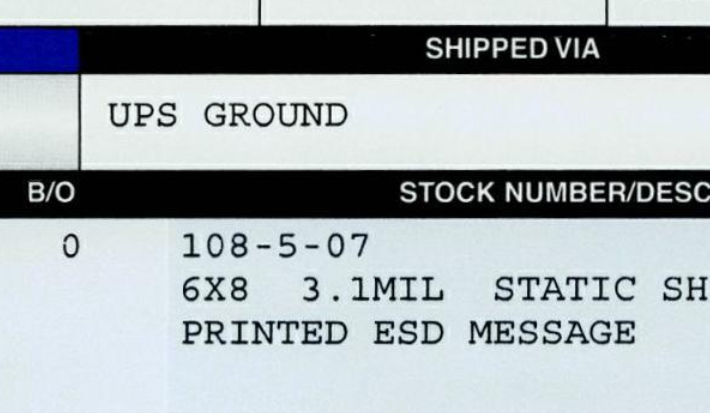 SHIPPED VIA
UPS GROUND
B/O STOCK NUMBER/DESC
0 108-5-07
6X8 3.1MIL STATIC SH
PRINTED ESD MESSAGE